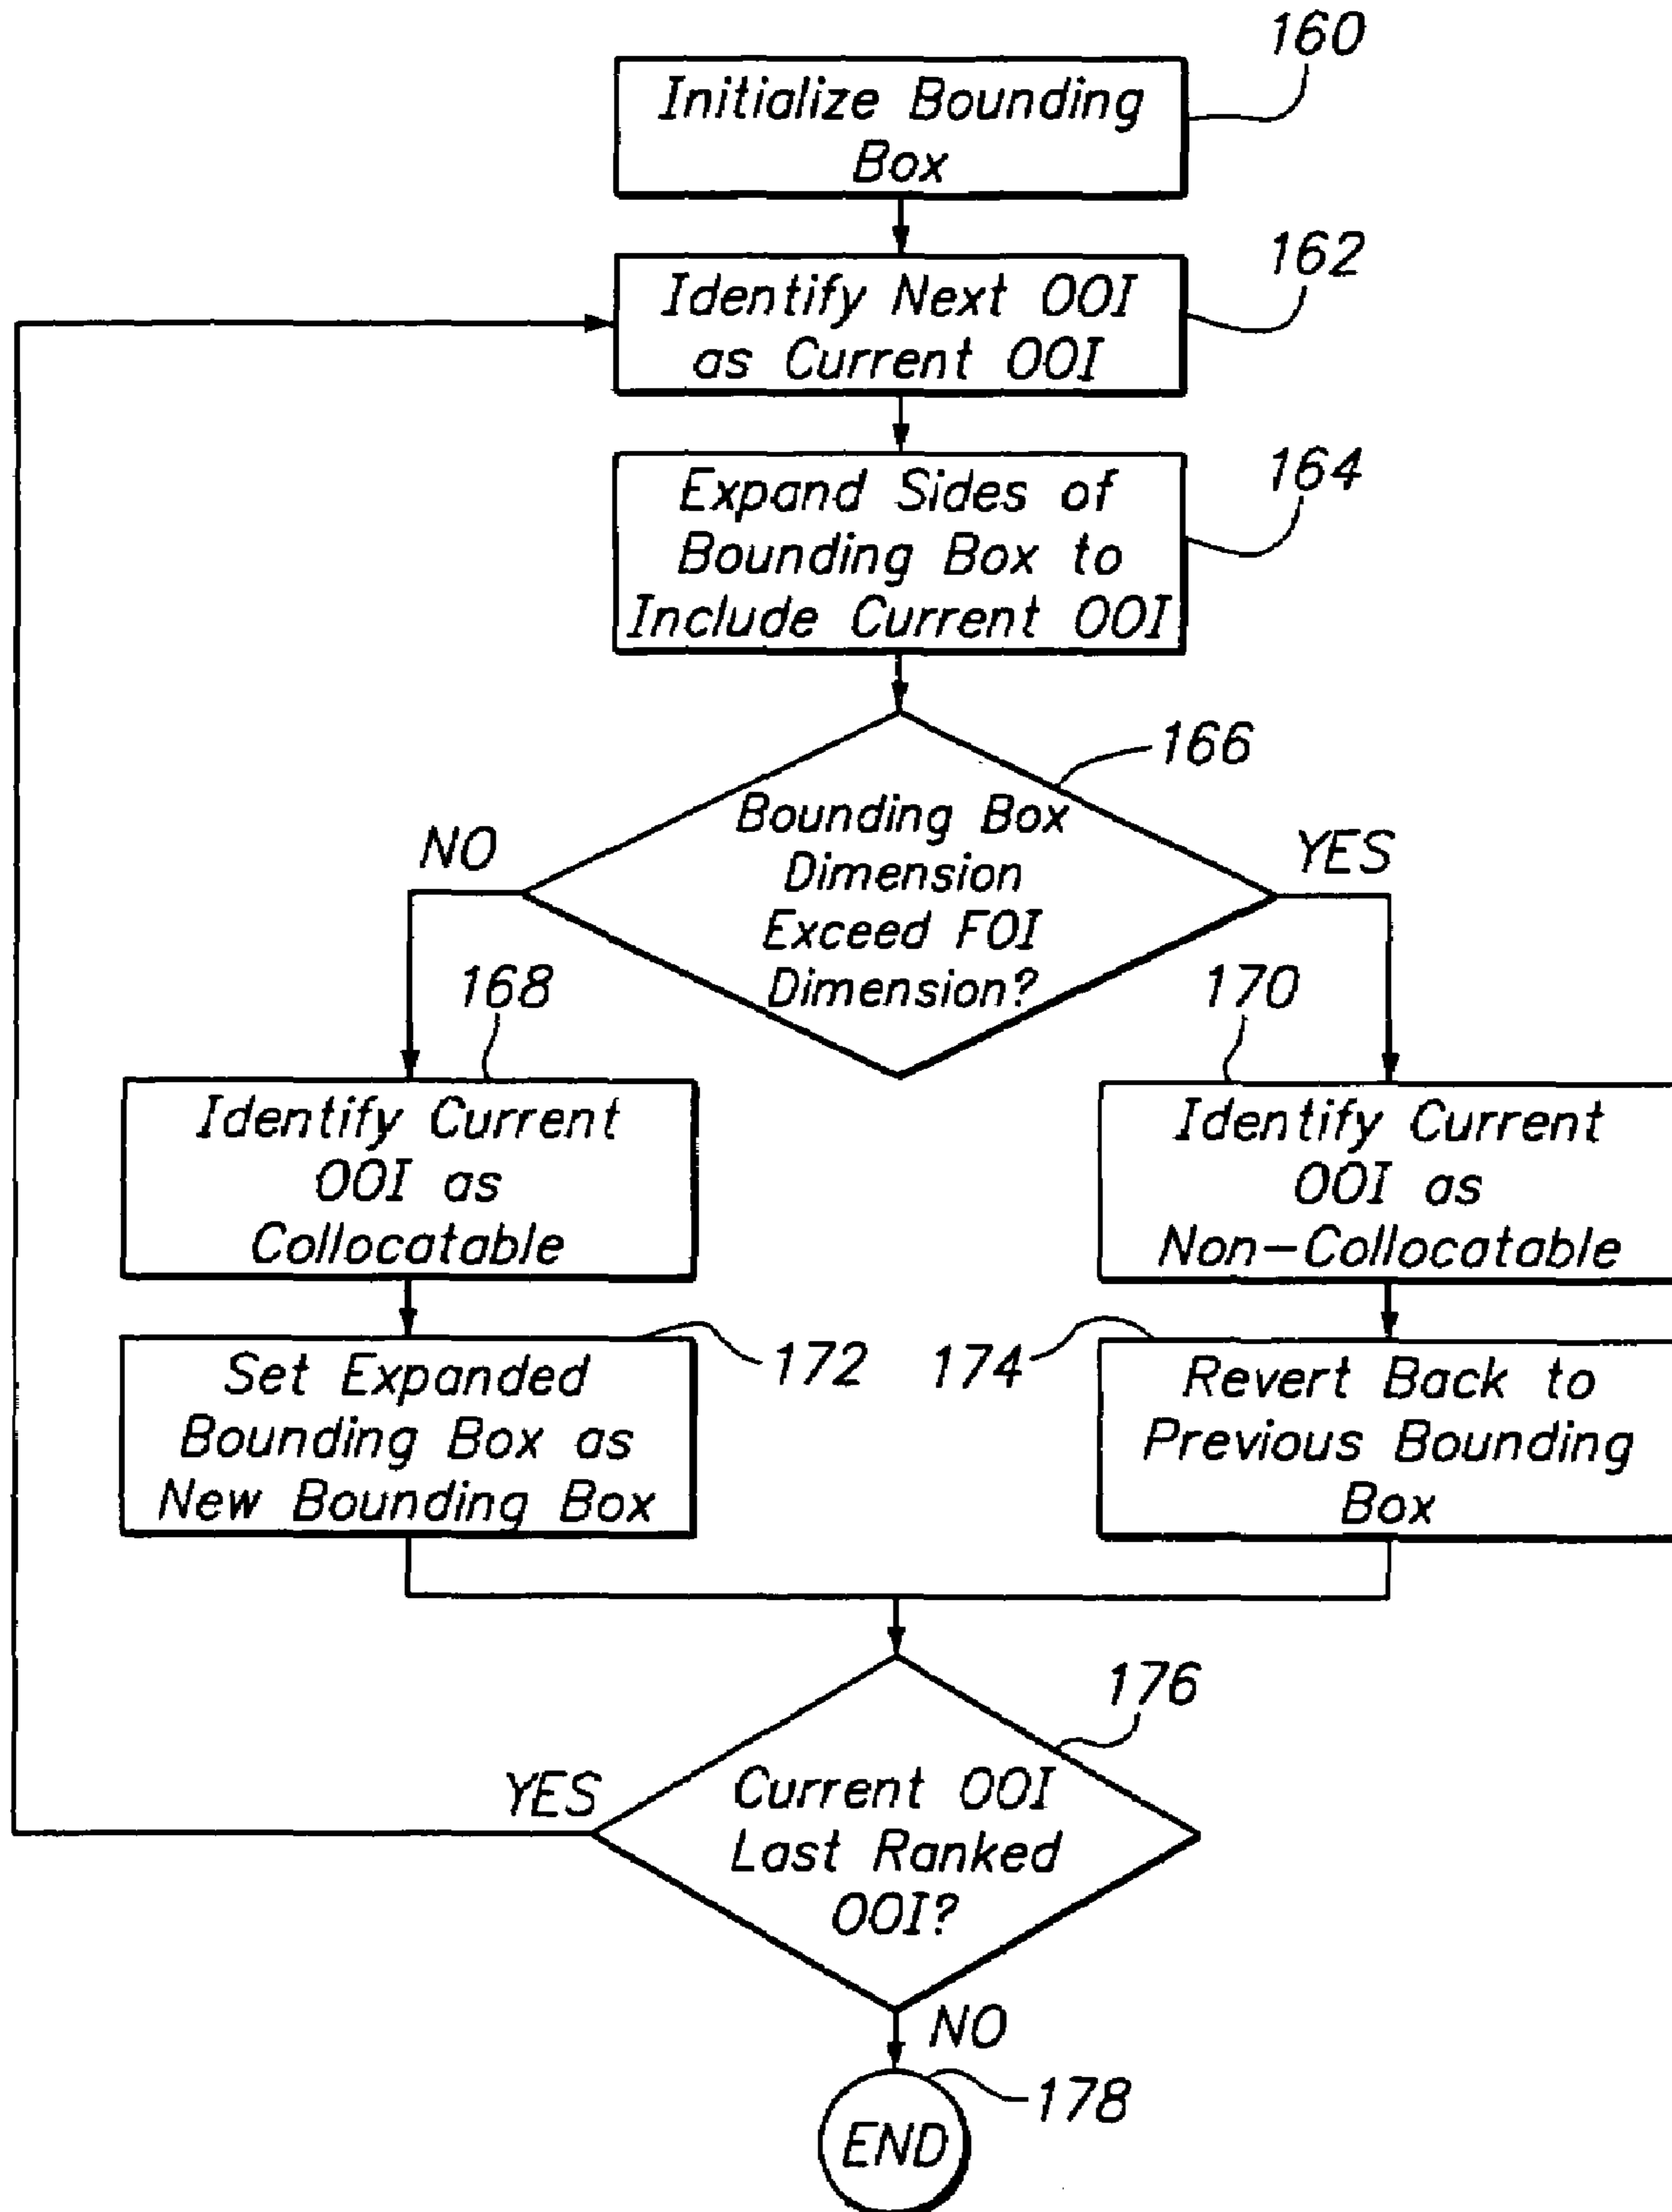 160
Initialize Bounding
Box
162
Identify Next OOI
as Current OOI
164
Expand Sides of
Bounding Box to
Include Current OOI
166
Bounding Box
Dimension
Exceed FOI
Dimension?
NO
YES
168
170
Identify Current
OOI as
Collocatable
Identify Current
OOI as
Non-Collocatable
172
174
Set Expanded
Bounding Box as
New Bounding Box
Revert Back to
Previous Bounding
Box
176
YES
Current OOI
Last Ranked
OOI?
NO
178
END